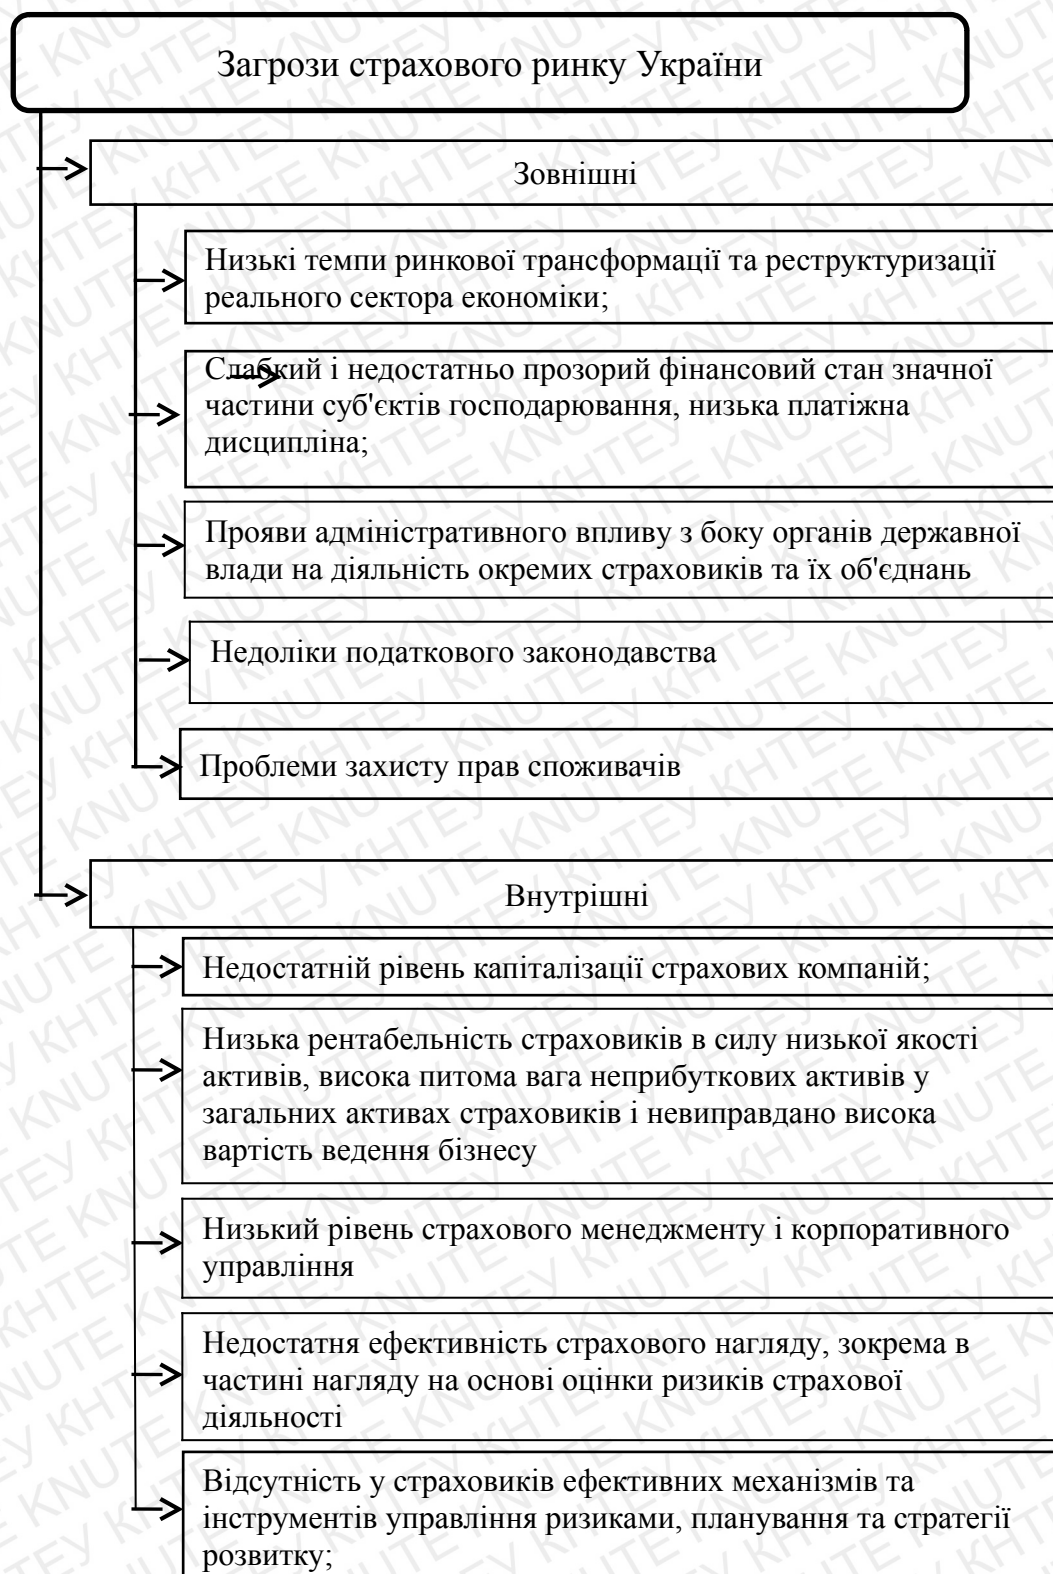 Загрози страхового ринку України
Зовнішні
Низькі темпи ринкової трансформації та реструктуризації
реального сектора економіки;
Слабкий і недостатньо прозорий фінансовий стан значної
частини суб'єктів господарювання, низька платіжна
дисципліна;
Прояви адміністративного впливу з боку органів державної
влади на діяльність окремих страховиків та їх об'єднань
Недоліки податкового законодавства
Проблеми захисту прав споживачів
Внутрішні
Недостатній рівень капіталізації страхових компаній;
Низька рентабельність страховиків в силу низької якості
активів, висока питома вага неприбуткових активів у
загальних активах страховиків і невиправдано висока
вартість ведення бізнесу
Низький рівень страхового менеджменту і корпоративного
управління
Недостатня ефективність страхового нагляду, зокрема в
частині нагляду на основі оцінки ризиків страхової
діяльності
Відсутність у страховиків ефективних механізмів та
інструментів управління ризиками, планування та стратегії
розвитку;